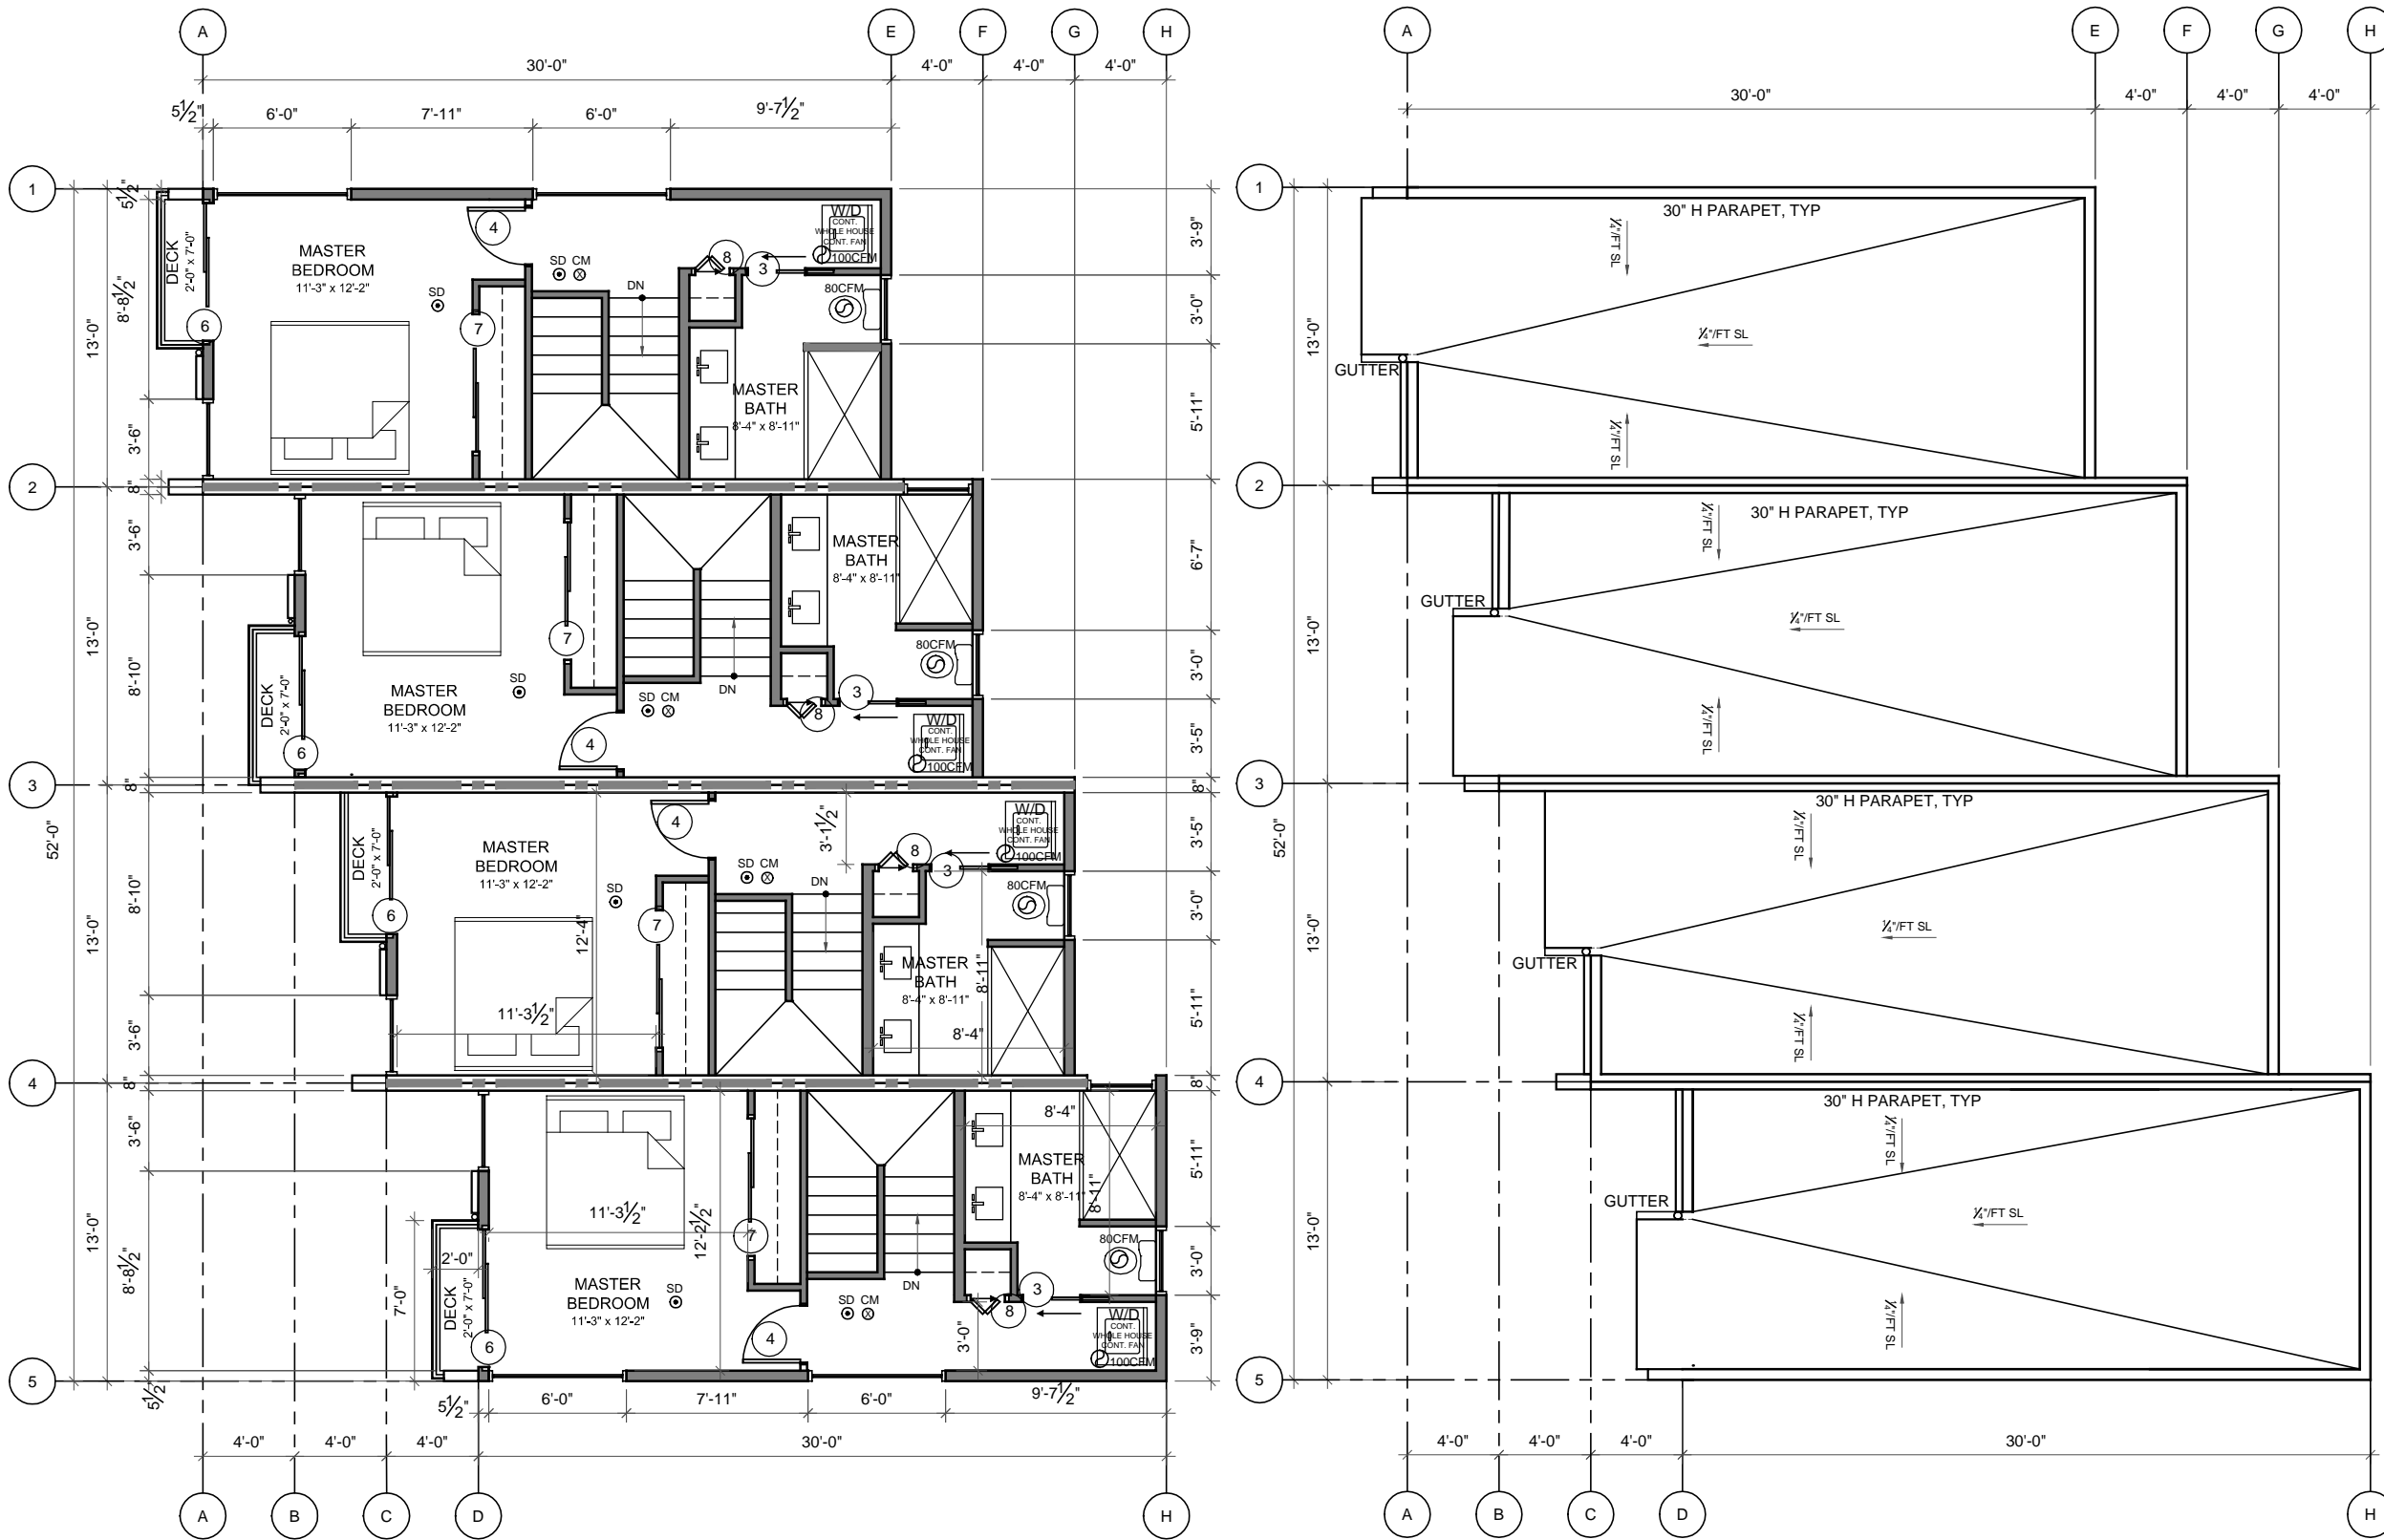 A
E
F
G
H
30'-0"
4'-0"
4'-0"
4'-0"
5½"
6'-0"
7'-11"
6'-0"
9'-7½"
1
2
3
4
5
52'-0"
13'-0"
13'-0"
13'-0"
13'-0"
5½"
8'-8½"
3'-6"
8"
3'-6"
8'-10"
8"
8'-10"
3'-6"
8"
3'-6"
8'-8½"
5½"
DECK
2'-0" x 7'-0"
6
MASTER
BEDROOM
11'-3" x 12'-2"
SD
7
4
SD CM
DN
8
3
W/D
CONT.
WHOLE HOUSE
CONT. FAN
100CFM
80CFM
MASTER
BATH
8'-4" x 8'-11"
3'-9"
3'-0"
5'-11"
MASTER
BATH
8'-4" x 8'-11"
6'-7"
7
80CFM
3'-0"
DECK
2'-0" x 7'-0"
6
MASTER
BEDROOM
11'-3" x 12'-2"
SD
SD CM
DN
8
3
4
W/D
CONT.
WHOLE HOUSE
CONT. FAN
100CFM
3'-5"
8"
DECK
2'-0" x 7'-0"
6
MASTER
BEDROOM
11'-3" x 12'-2"
SD
4
7
SD CM
3'-1½"
DN
8
3
W/D
CONT.
WHOLE HOUSE
CONT. FAN
100CFM
3'-5"
80CFM
3'-0"
12'-4"
11'-3½"
MASTER
BATH
8'-4" x 8'-11"
8'-11"
8'-4"
5'-11"
8"
8'-4"
MASTER
BATH
8'-4" x 8'-11"
8'-11"
5'-11"
11'-3½"
12'-2½"
7
80CFM
3'-0"
2'-0"
7'-0"
DECK
2'-0" x 7'-0"
6
MASTER
BEDROOM
11'-3" x 12'-2"
SD
SD CM
DN
4
3'-0"
8
3
W/D
CONT.
WHOLE HOUSE
CONT. FAN
100CFM
3'-9"
5½"
6'-0"
7'-11"
6'-0"
9'-7½"
4'-0"
4'-0"
4'-0"
30'-0"
A
B
C
D
H
A
E
F
G
H
30'-0"
4'-0"
4'-0"
4'-0"
1
2
3
4
5
52'-0"
13'-0"
13'-0"
13'-0"
13'-0"
30" H PARAPET, TYP
¼"/FT SL
¼"/FT SL
GUTTER
¼"/FT SL
30" H PARAPET, TYP
¼"/FT SL
GUTTER
¼"/FT SL
¼"/FT SL
30" H PARAPET, TYP
¼"/FT SL
¼"/FT SL
GUTTER
¼"/FT SL
30" H PARAPET, TYP
¼"/FT SL
GUTTER
¼"/FT SL
¼"/FT SL
4'-0"
4'-0"
4'-0"
30'-0"
A
B
C
D
H